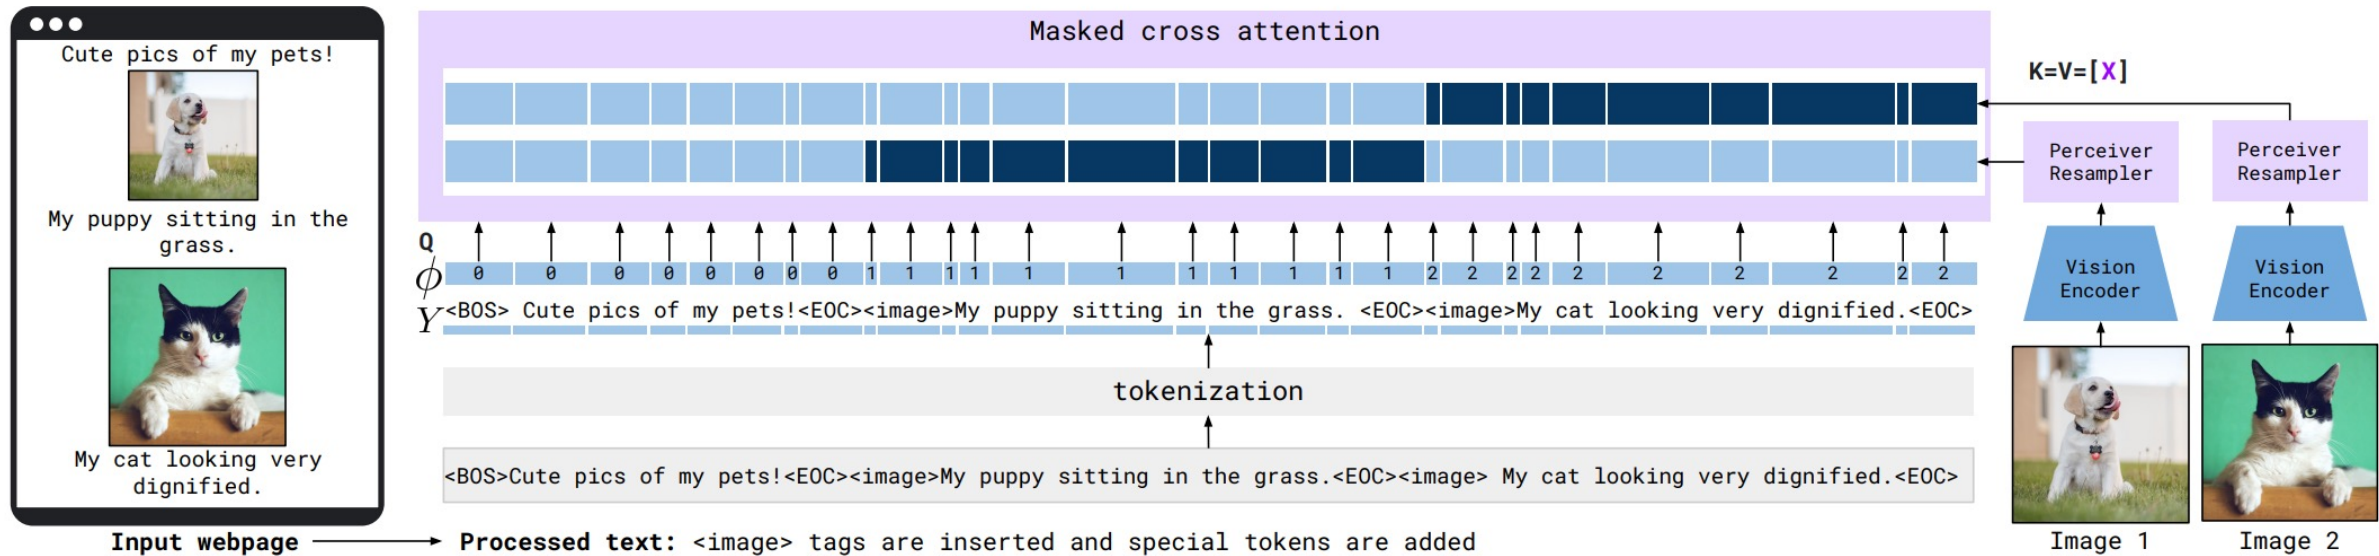 Cute pics of my pets!
My puppy sitting in the
grass.
My cat looking very
dignified.
Input webpage
Masked cross attention
K=V=[X]
Perceiver
Resampler
Perceiver
Resampler
Q
ϕ 0 0 0 0 0 0 0 0 1 1 1 1 1 1 1 1 1 1 1 2 2 2 2 2 2 2 2 2 2
Y <BOS> Cute pics of my pets!<EOC><image>My puppy sitting in the grass. <EOC><image>My cat looking very dignified.<EOC>
Vision
Encoder
Vision
Encoder
tokenization
<BOS>Cute pics of my pets!<EOC><image>My puppy sitting in the grass.<EOC><image> My cat looking very dignified.<EOC>
Processed text: <image> tags are inserted and special tokens are added
Image 1
Image 2